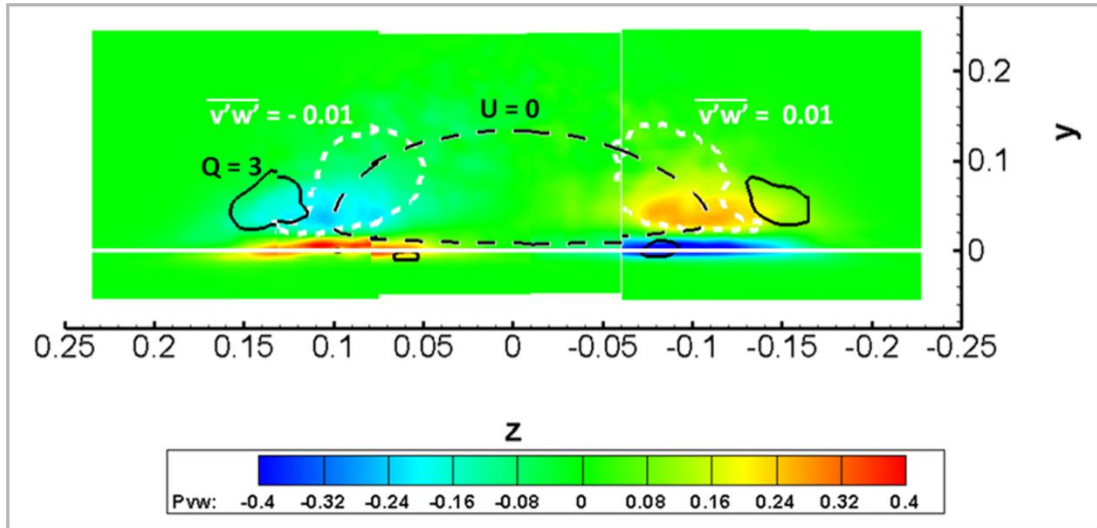 0.2
v'w' = - 0.01
U = 0
v'w' = 0.01
y
Q = 3
0.1
0
0.25 0.2 0.15 0.1 0.05 0 -0.05 -0.1 -0.15 -0.2 -0.25
z
Pvw: -0.4 -0.32 -0.24 -0.16 -0.08 0 0.08 0.16 0.24 0.32 0.4